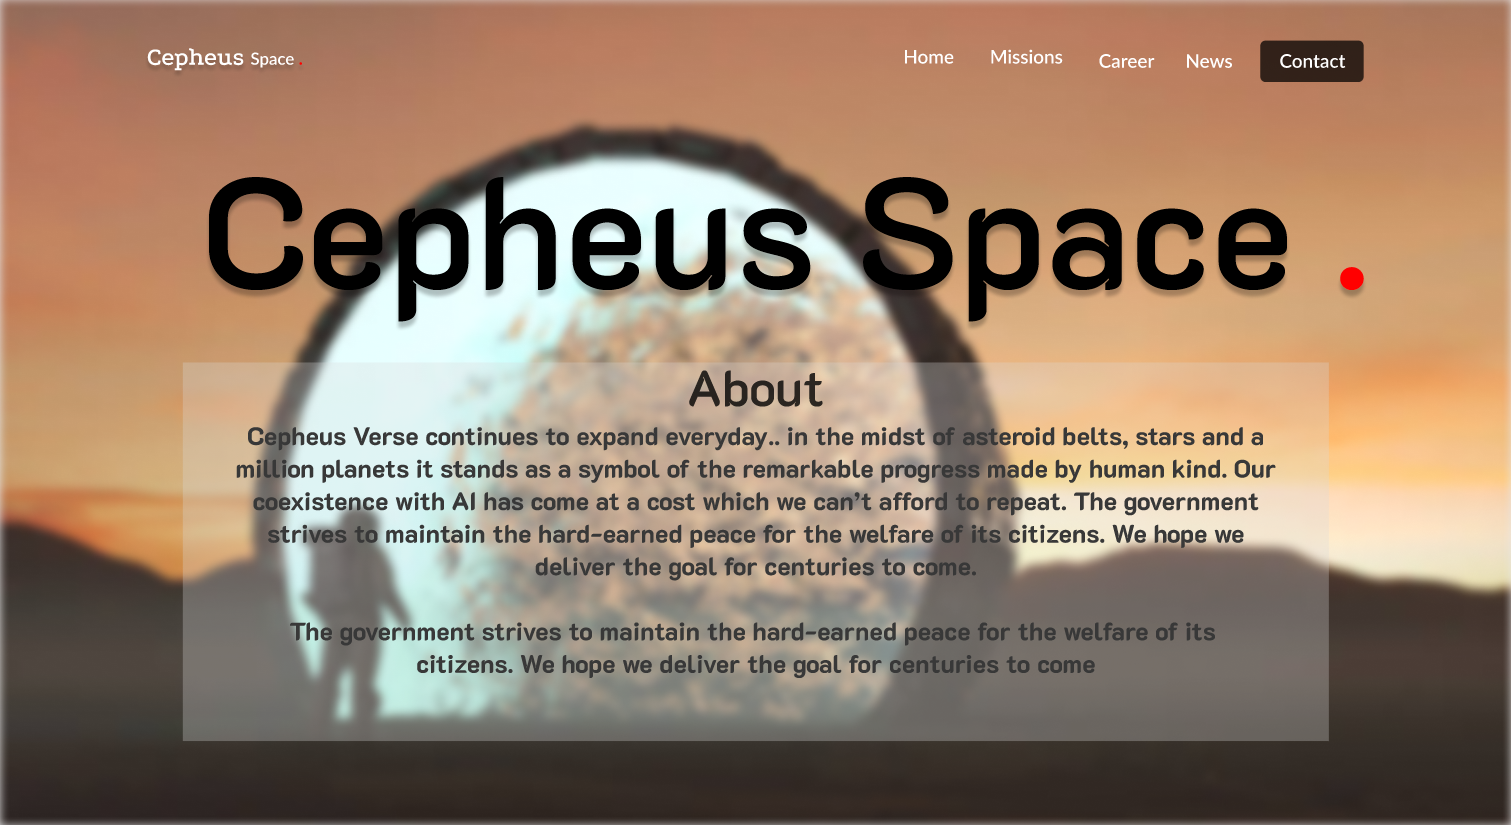 Cepheus Space .
Home Missions Career News Contact
Cepheus Space .
About
Cepheus Verse continues to expand everyday.. in the midst of asteroid belts, stars and a
million planets it stands as a symbol of the remarkable progress made by human kind. Our
coexistence with AI has come at a cost which we can’t afford to repeat. The government
strives to maintain the hard-earned peace for the welfare of its citizens. We hope we
deliver the goal for centuries to come.
The government strives to maintain the hard-earned peace for the welfare of its
citizens. We hope we deliver the goal for centuries to come